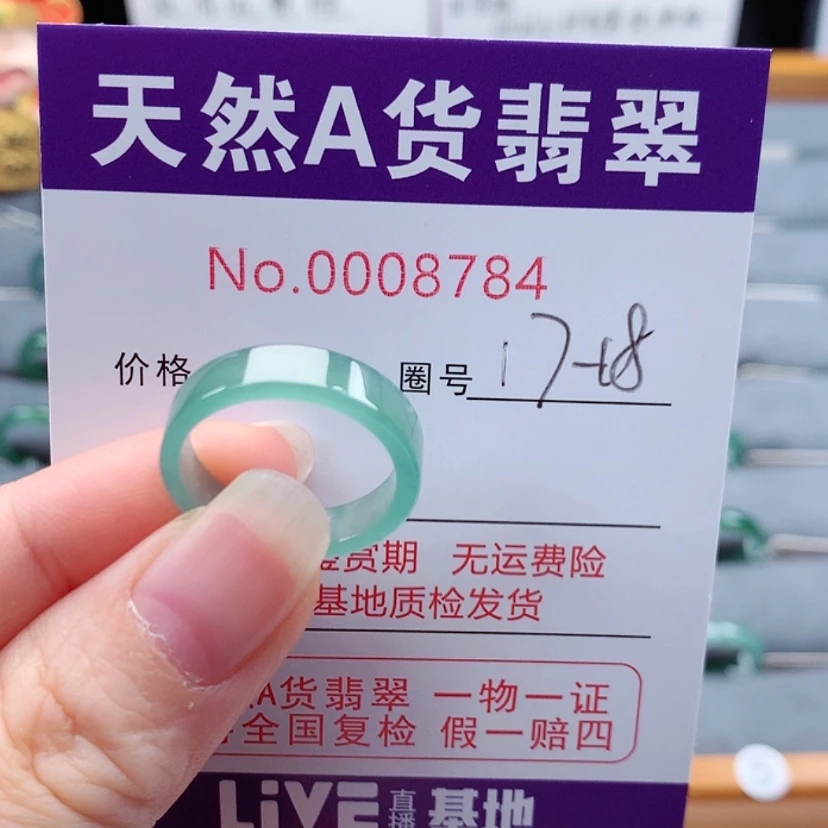 天然A货翡翠
No.0008784
价格 圈号 17-18
赏期 无运费险
基地质检发货
A货翡翠 一物一证
全国复检 假一赔四
LiVE 直播 基地